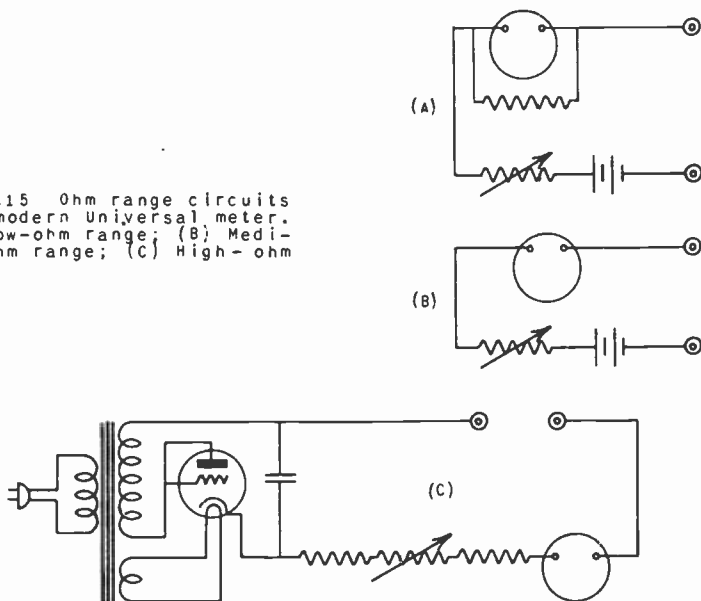 .15 Ohm range circuits
modern Universal meter.
ow-ohm range; (B) Medi-
hm range; (C) High-ohm
(A)
(B)
(C)